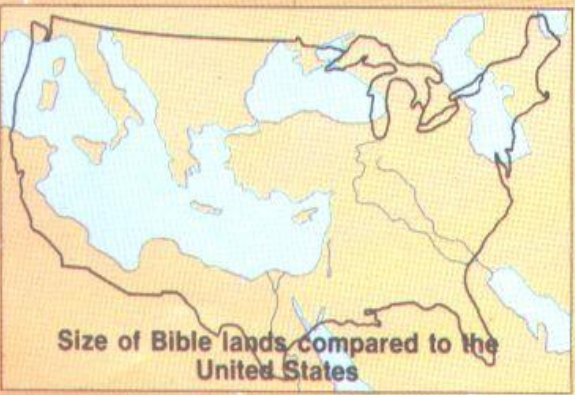 Size of Bible lands compared to the
United States